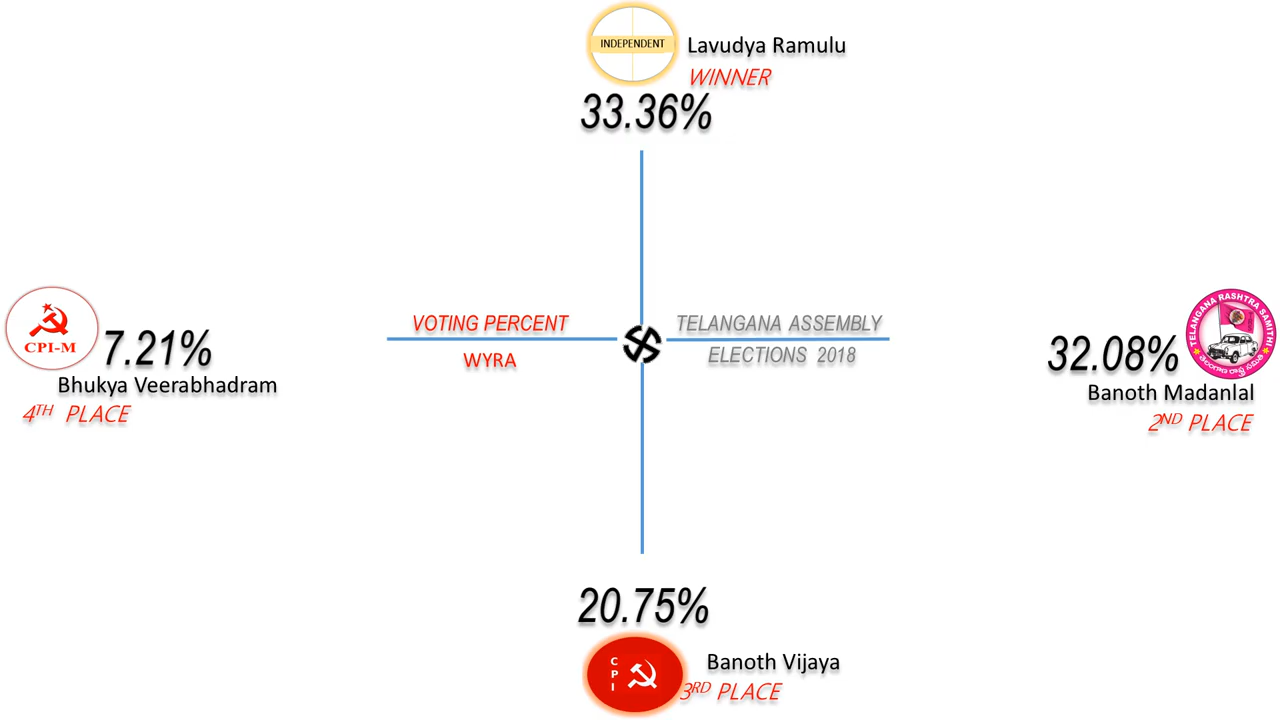 INDEPENDENT
Lavudya Ramulu
WINNER
33.36%
CPI-M
7.21%
Bhukya Veerabhadram
4TH PLACE
VOTING PERCENT
WYRA
TELANGANA ASSEMBLY
ELECTIONS 2018
TELANGANA RASHTRA SAMITHI
32.08%
Banoth Madanlal
2ND PLACE
20.75%
CPI
Banoth Vijaya
3RD PLACE